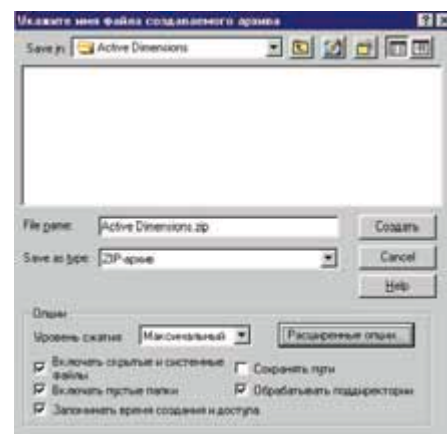 Укажите имя файла создаваемого архива
Save in: Active Dimensions
File name: Active Dimensions.zip Создать
Save as type: ZIP-архив Cancel
Help
Опции
Уровень сжатия Максимальный Расширенные опции
Включать скрытые и системные файлы Сохранять пути
Включать пустые папки Обрабатывать поддиректории
Запоминать время создания и доступа